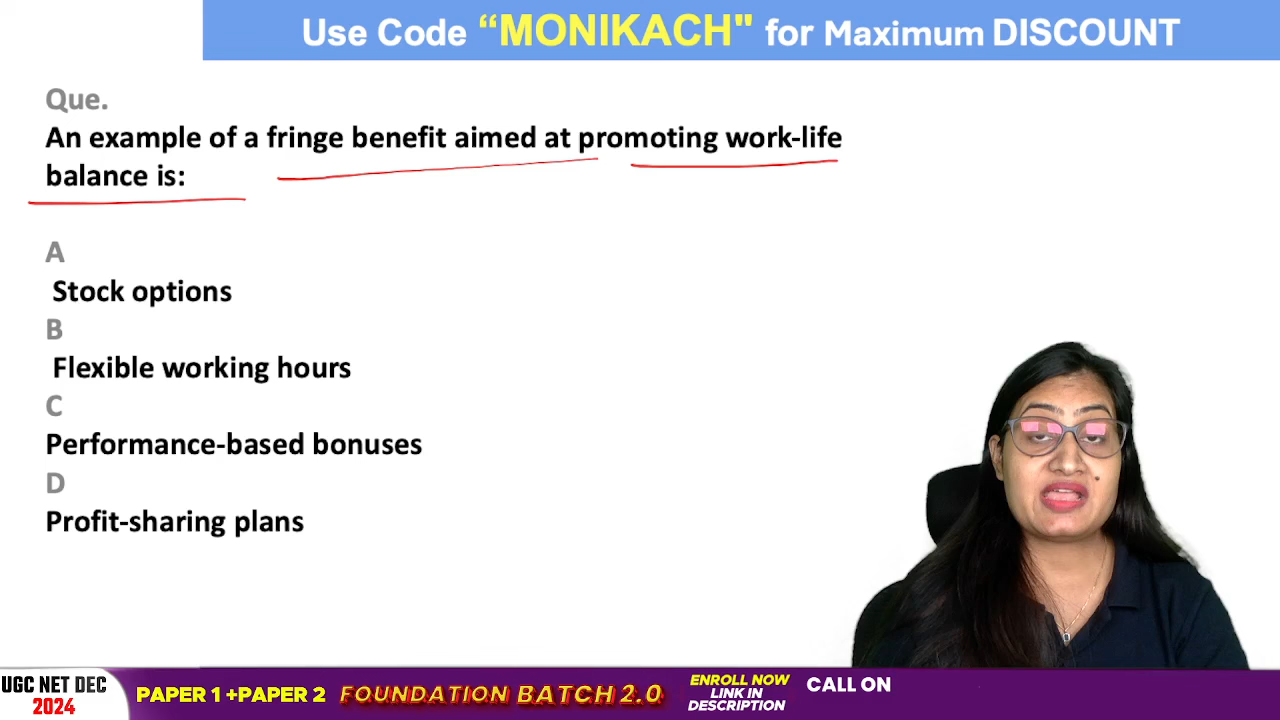 Use Code “MONIKACH" for Maximum DISCOUNT
Que.
An example of a fringe benefit aimed at promoting work-life
balance is:
A
Stock options
B
Flexible working hours
C
Performance-based bonuses
D
Profit-sharing plans
UGC NET DEC
2024
PAPER 1 +PAPER 2
FOUNDATION BATCH 2.0
ENROLL NOW
LINK IN
DESCRIPTION
CALL ON